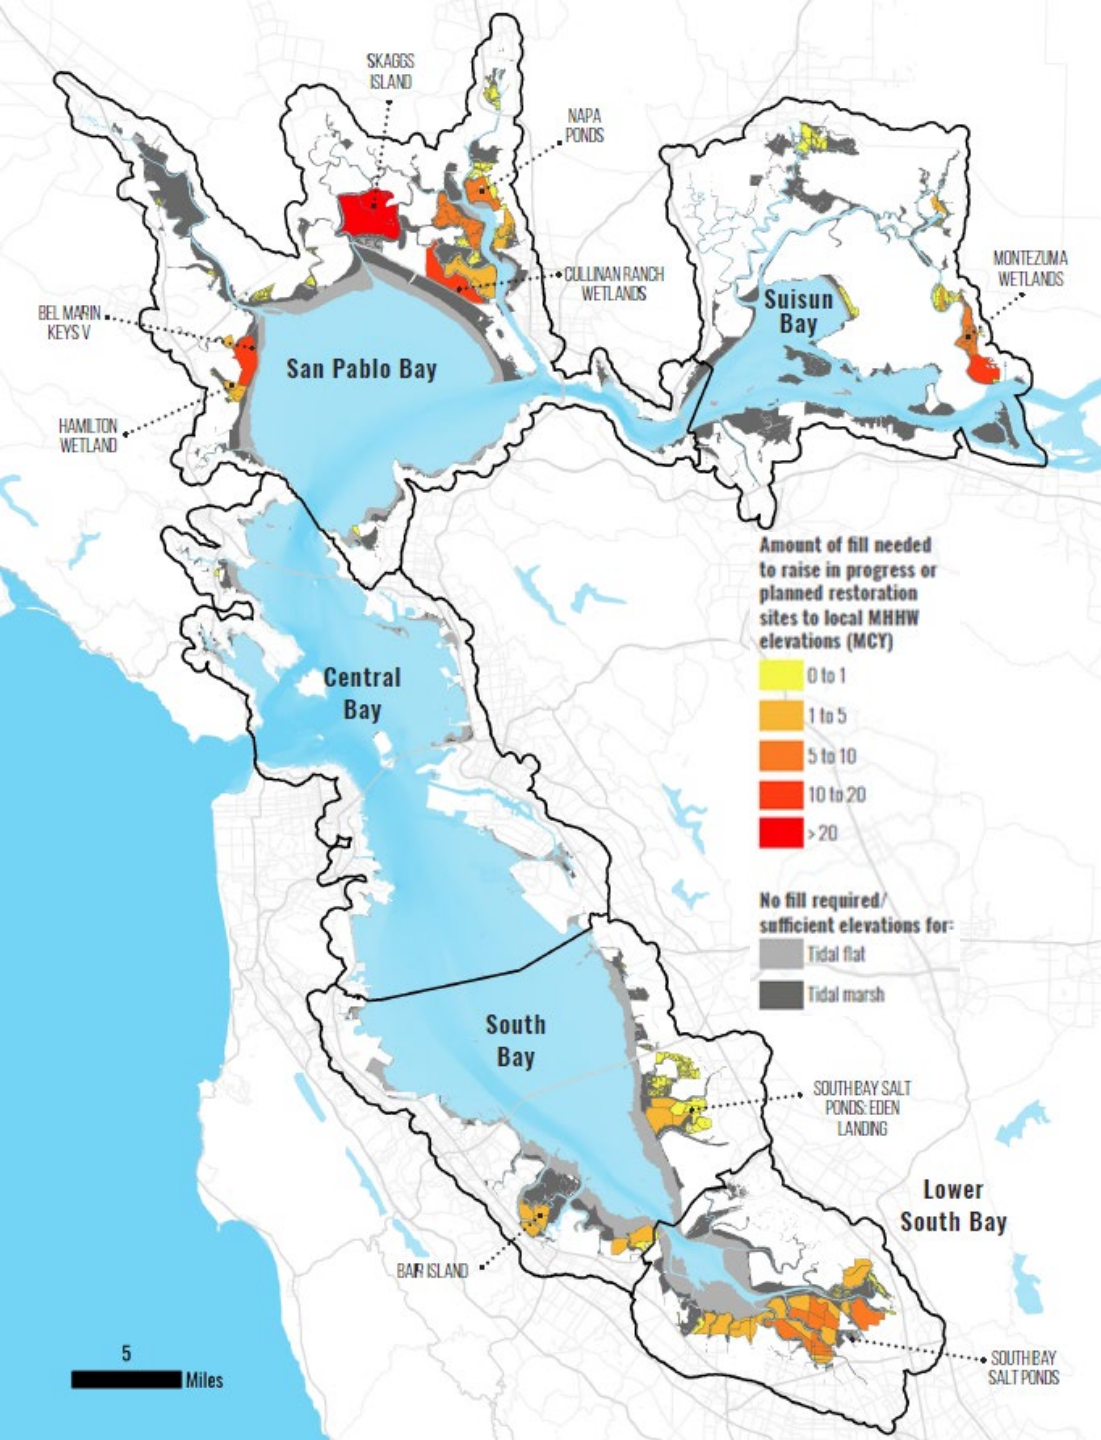 SKAGGS
ISLAND
NAPA
PONDS
CULLINAN RANCH
WETLANDS
MONTEZUMA
WETLANDS
Suisun
Bay
BEL MARIN
KEYS V
San Pablo Bay
HAMILTON
WETLAND
Amount of fill needed
to raise in progress or
planned restoration
sites to local MHHW
elevations (MCY)
0 to 1
1 to 5
5 to 10
10 to 20
> 20
No fill required/
sufficient elevations for:
Tidal flat
Tidal marsh
Central
Bay
South
Bay
SOUTH BAY SALT
PONDS: EDEN
LANDING
Lower
South Bay
BAIR ISLAND
SOUTH BAY
SALT PONDS
5
Miles